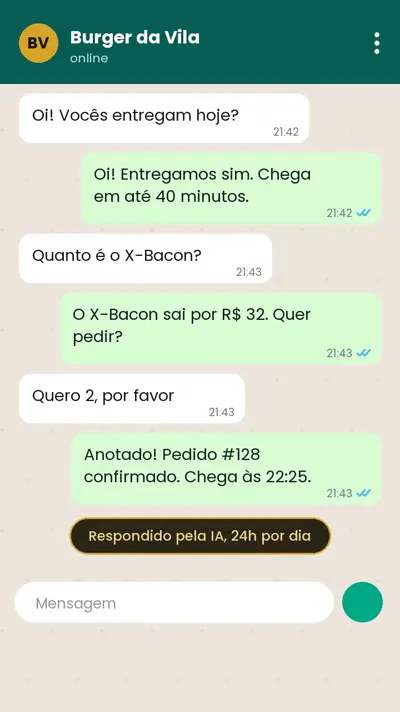 BV
Burger da Vila
online
Oi! Vocês entregam hoje?
21:42
Oi! Entregamos sim. Chega
em até 40 minutos.
21:42
Quanto é o X-Bacon?
21:43
O X-Bacon sai por R$ 32. Quer
pedir?
21:43
Quero 2, por favor
21:43
Anotado! Pedido #128
confirmado. Chega às 22:25.
21:43
Respondido pela IA, 24h por dia
Mensagem